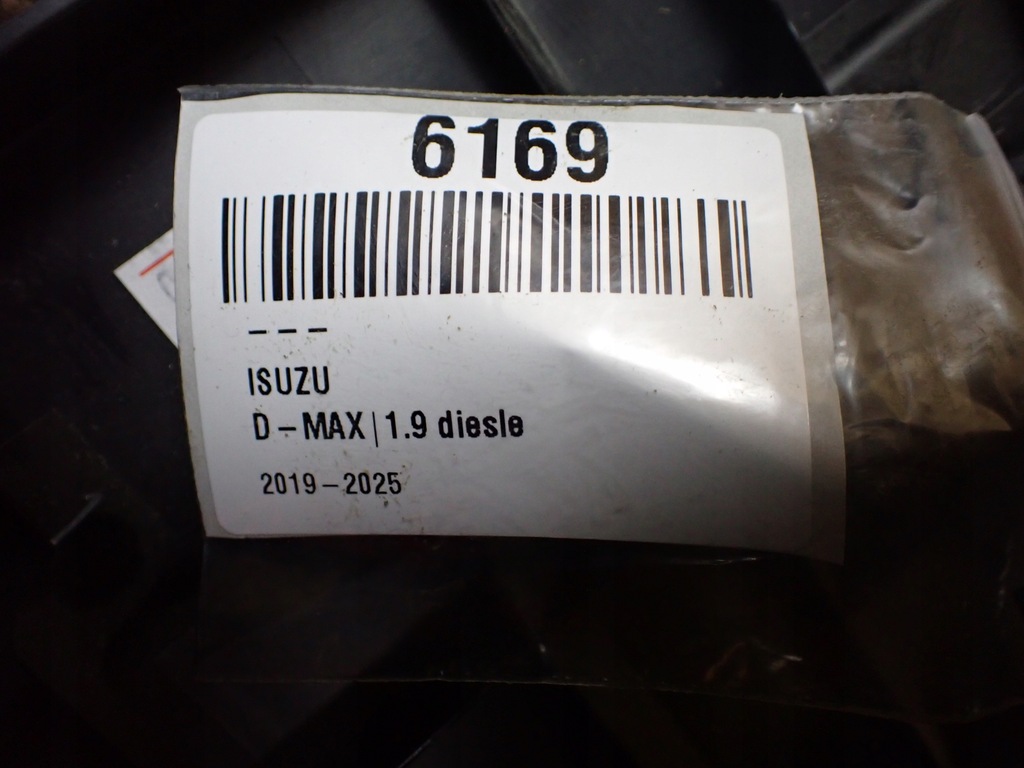 6169
– – –
ISUZU
D – MAX | 1.9 diesle
2019 – 2025